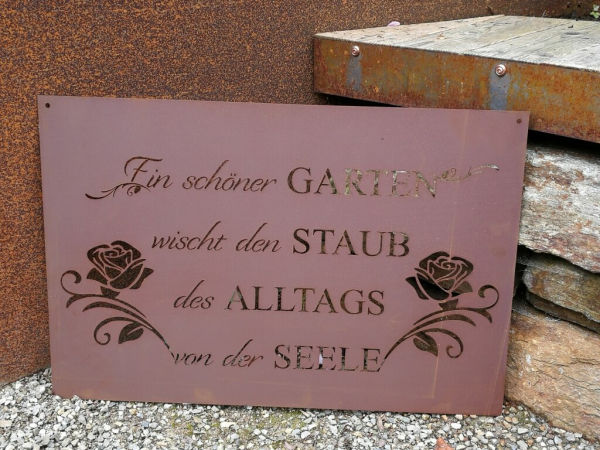 Ein schöner GARTEN
wischt den STAUB
des ALLTAGS
von der SEELE